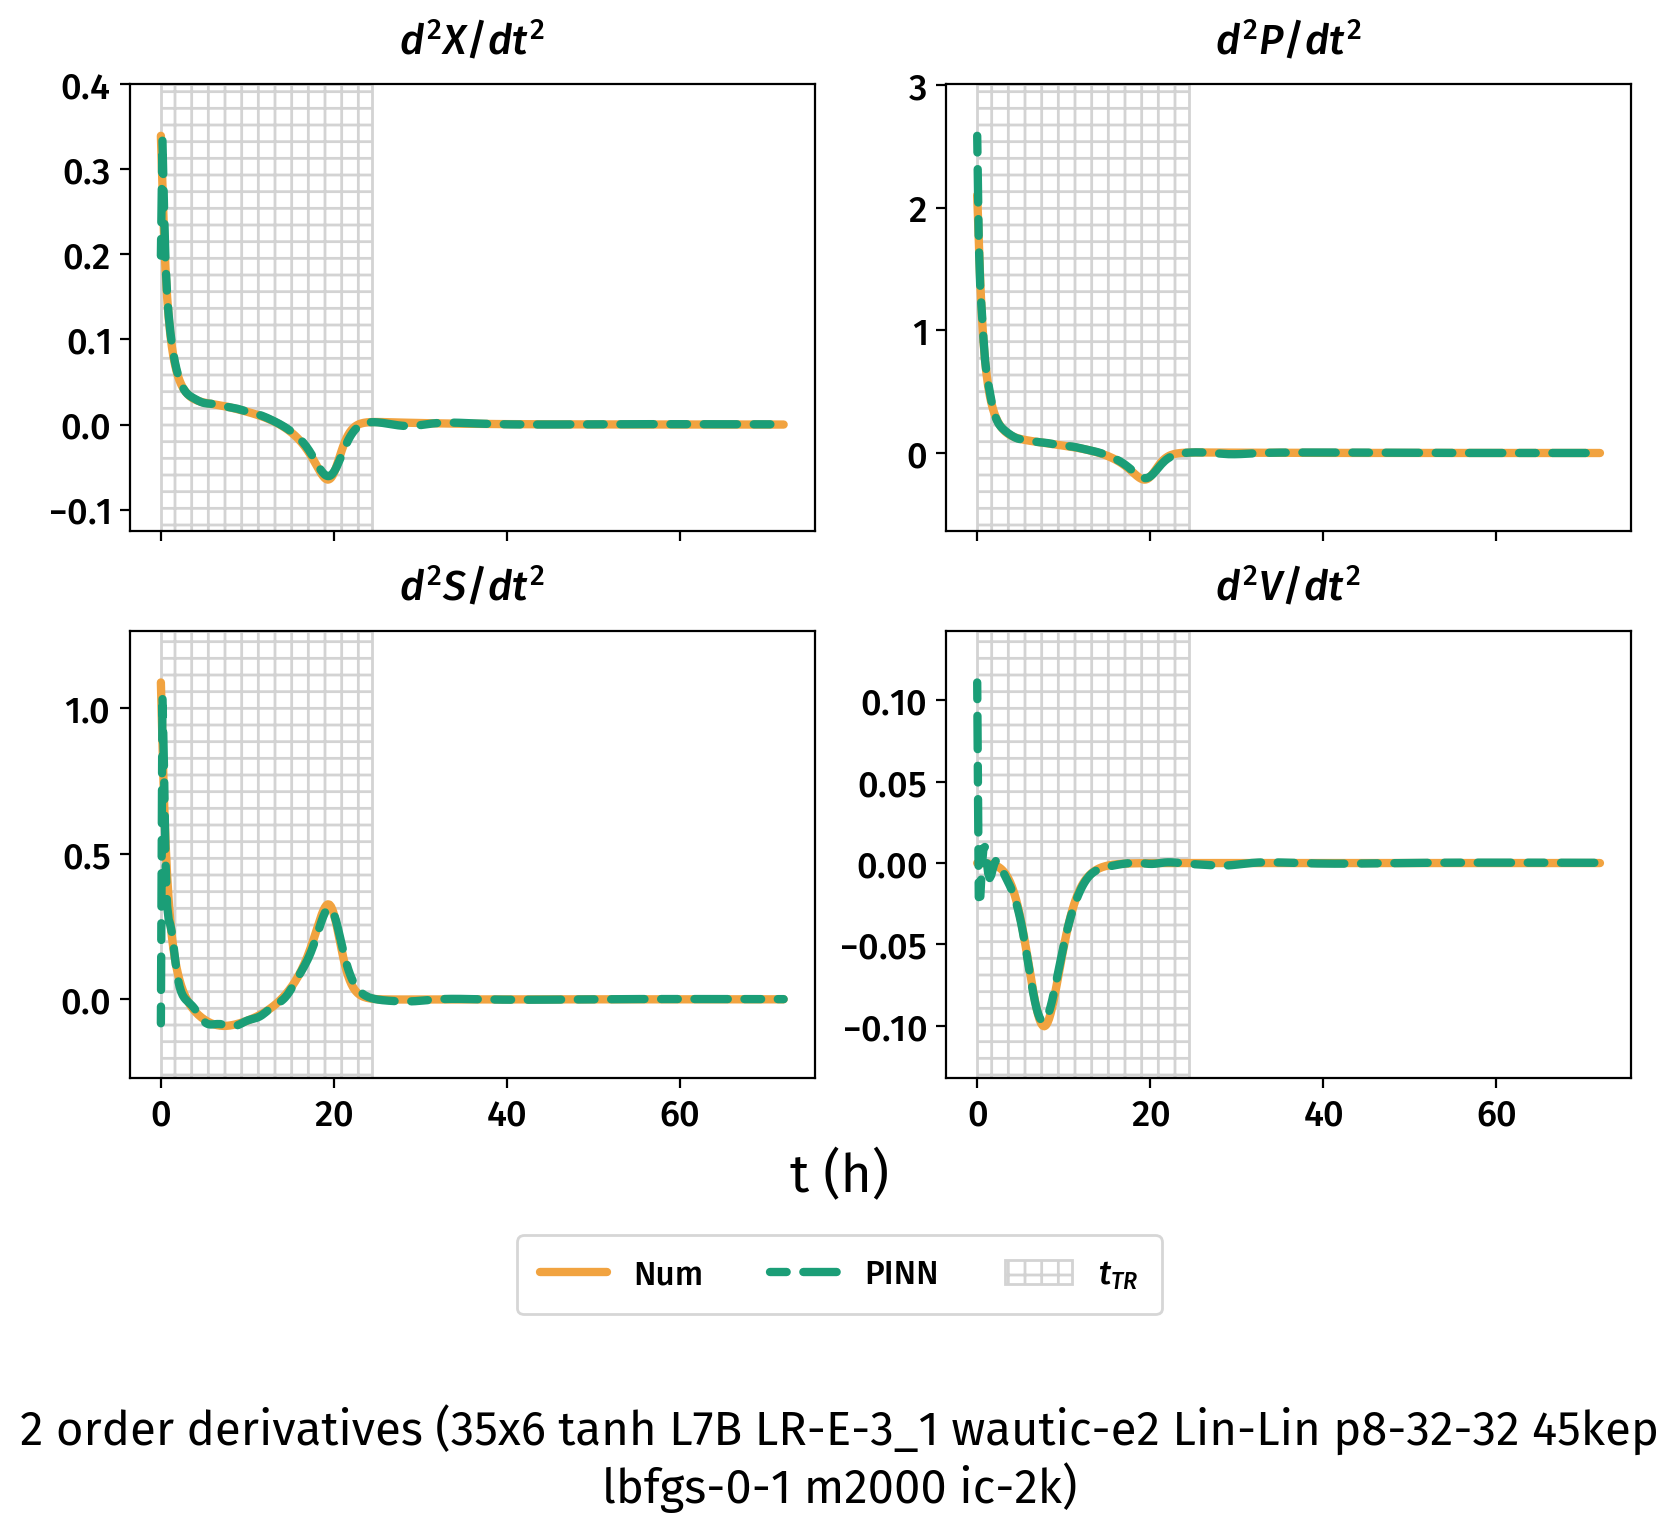 d²X/dt²
d²P/dt²
0.4
0.3
0.2
0.1
0.0
−0.1
3
2
1
0
d²S/dt²
d²V/dt²
1.0
0.5
0.0
0.10
0.05
0.00
−0.05
−0.10
0 20 40 60
0 20 40 60
t (h)
Num PINN t_TR
2 order derivatives (35x6 tanh L7B LR-E-3_1 wautic-e2 Lin-Lin p8-32-32 45kep
lbfgs-0-1 m2000 ic-2k)